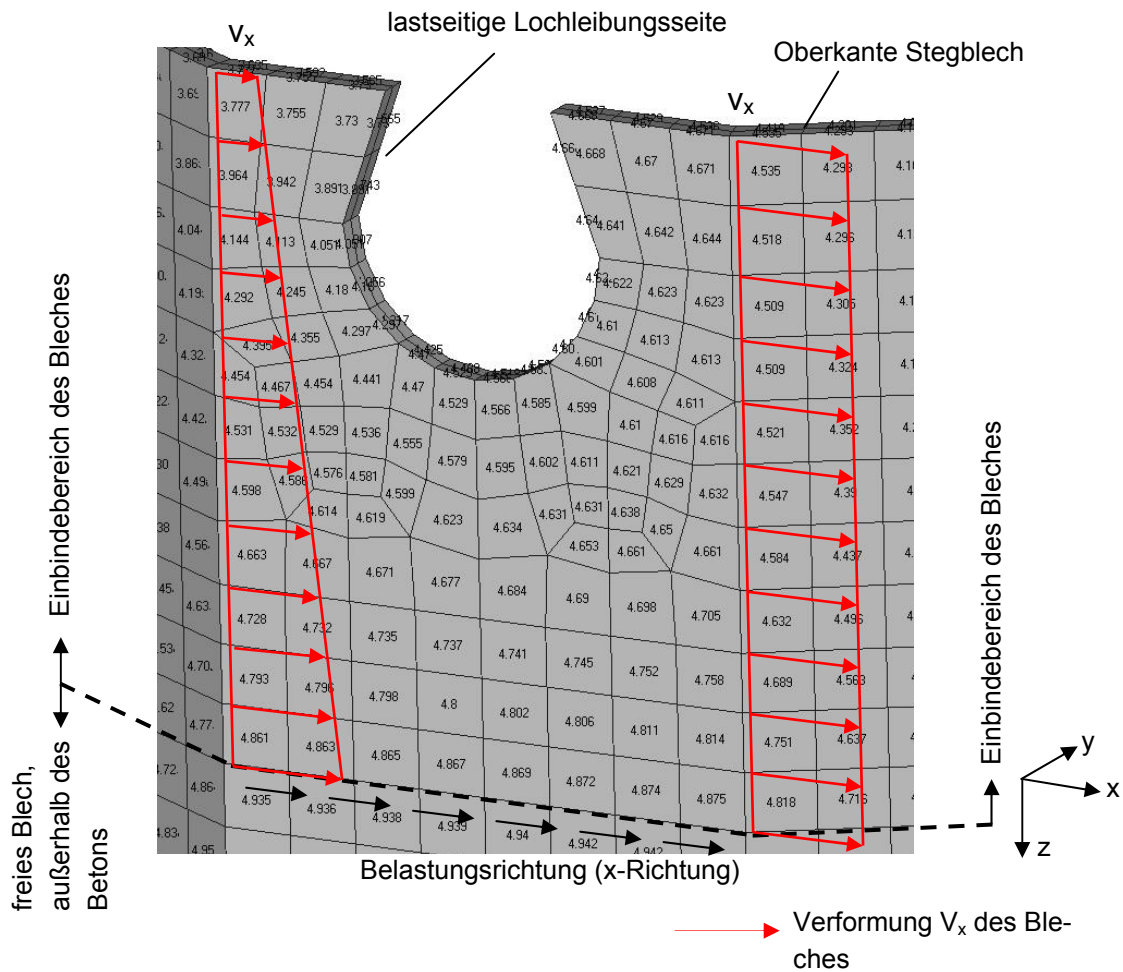 lastseitige Lochleibungsseite
vₓ
Oberkante Stegblech
vₓ
3.777 3.755 3.73
4.535 4.293
4.668 4.67 4.671
3.964 3.942 3.891
4.641 4.642 4.644 4.518 4.296
4.144 4.113 4.051
4.622 4.623 4.623 4.509 4.305
4.292 4.245 4.18
4.395 4.355 4.297
4.61 4.613 4.613 4.509 4.324
4.454 4.467 4.454 4.441 4.47 4.529 4.566 4.585 4.599 4.601 4.608 4.611
4.531 4.532 4.529 4.536 4.555 4.579 4.595 4.602 4.611 4.61 4.616 4.616 4.521 4.352
4.598 4.586 4.576 4.581 4.599 4.621 4.629 4.632 4.547 4.39
4.614 4.619 4.623 4.634 4.631 4.631 4.638 4.65
4.663 4.667 4.671 4.677 4.684 4.653 4.661 4.661 4.584 4.437
4.728 4.732 4.735 4.737 4.741 4.69 4.698 4.705 4.632 4.496
4.793 4.796 4.798 4.8 4.802 4.745 4.752 4.758 4.689 4.563
4.861 4.863 4.865 4.867 4.869 4.806 4.811 4.814 4.751 4.637
4.872 4.874 4.875 4.818 4.716
4.935 4.936 4.938 4.939 4.94 4.942 4.942
Einbindebereich des Bleches
freies Blech,
außerhalb des
Betons
Einbindebereich des Bleches
y
x
z
Belastungsrichtung (x-Richtung)
Verformung Vₓ des Ble-
ches